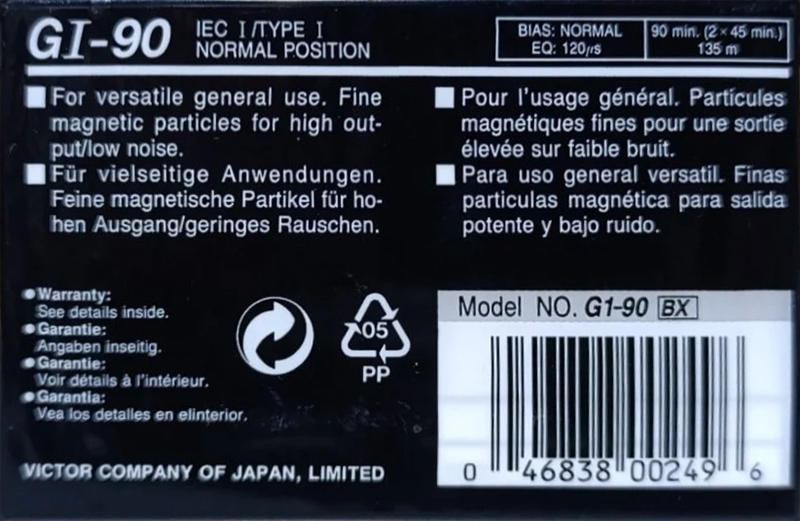 GI-90 IEC I/TYPE I
NORMAL POSITION
BIAS: NORMAL
EQ: 120µs
90 min. (2×45 min.)
135 m
For versatile general use. Fine
magnetic particles for high out-
put/low noise.
Für vielseitige Anwendungen.
Feine magnetische Partikel für ho-
hen Ausgang/geringes Rauschen.
Pour l'usage général. Particules
magnétiques fines pour une sortie
élevée sur faible bruit.
Para uso general versatil. Finas
particulas magnética para salida
potente y bajo ruido.
Warranty:
See details inside.
Garantie:
Angaben inseitig.
Garantie:
Voir détails à l'intérieur.
Garantia:
Vea los detalles en elinterior.
05
PP
Model NO. G1-90 BX
0 46838 00249 6
VICTOR COMPANY OF JAPAN, LIMITED